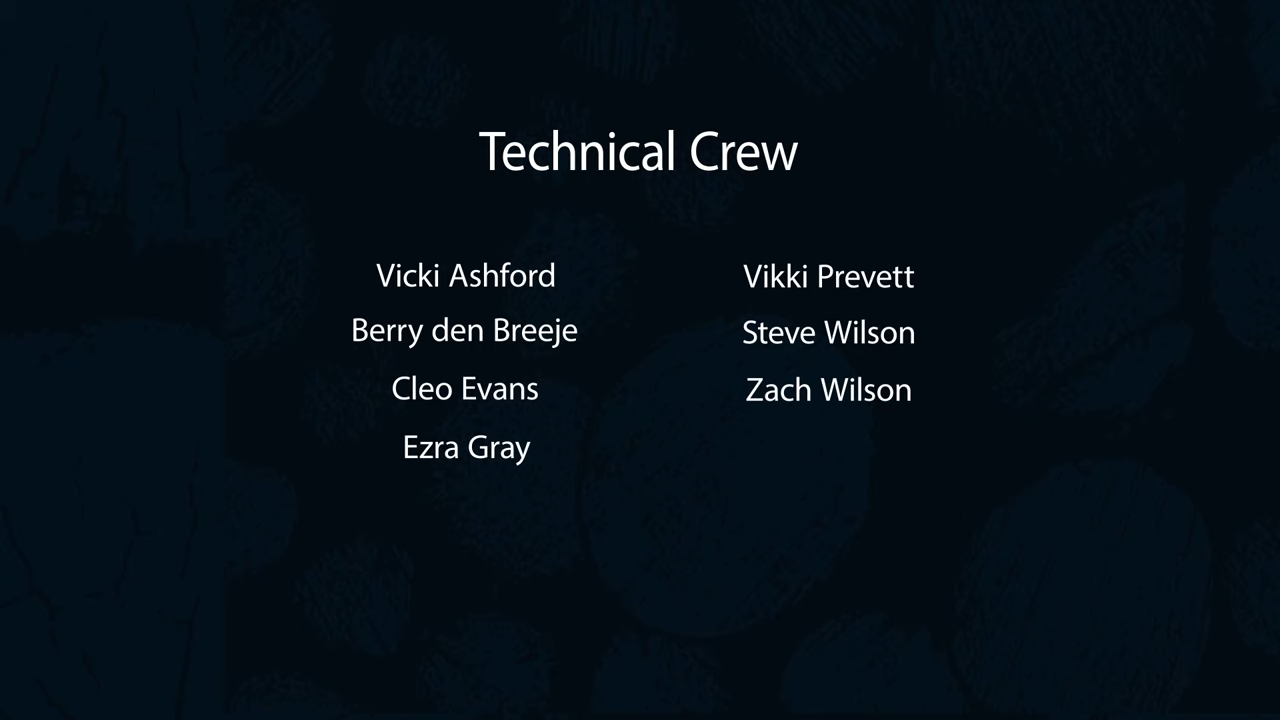 Technical Crew
Vicki Ashford
Berry den Breeje
Cleo Evans
Ezra Gray
Vikki Prevett
Steve Wilson
Zach Wilson